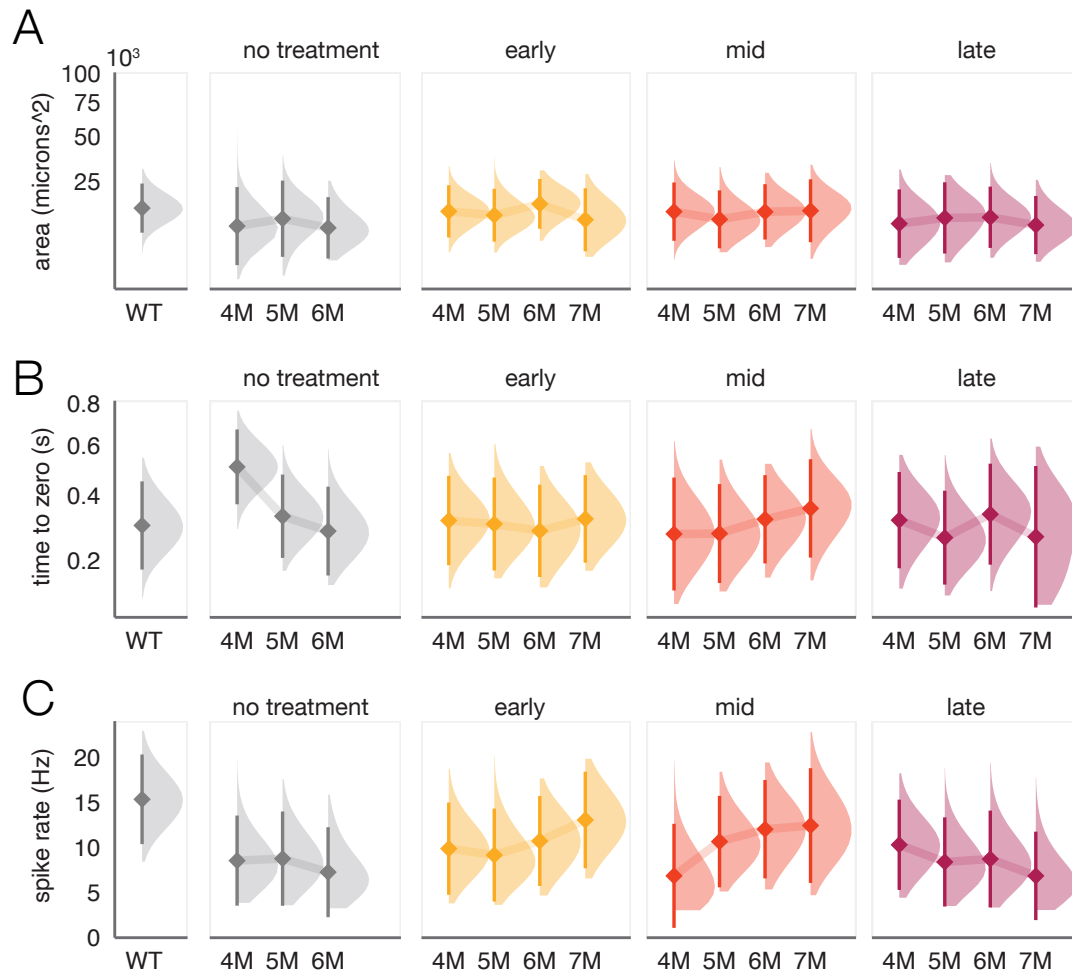 A
no treatment early mid late
10³
100
75
50
25
area (microns^2)
WT 4M 5M 6M 4M 5M 6M 7M 4M 5M 6M 7M 4M 5M 6M 7M
B
no treatment early mid late
0.8
0.6
0.4
0.2
time to zero (s)
WT 4M 5M 6M 4M 5M 6M 7M 4M 5M 6M 7M 4M 5M 6M 7M
C
no treatment early mid late
20
15
10
5
0
spike rate (Hz)
WT 4M 5M 6M 4M 5M 6M 7M 4M 5M 6M 7M 4M 5M 6M 7M